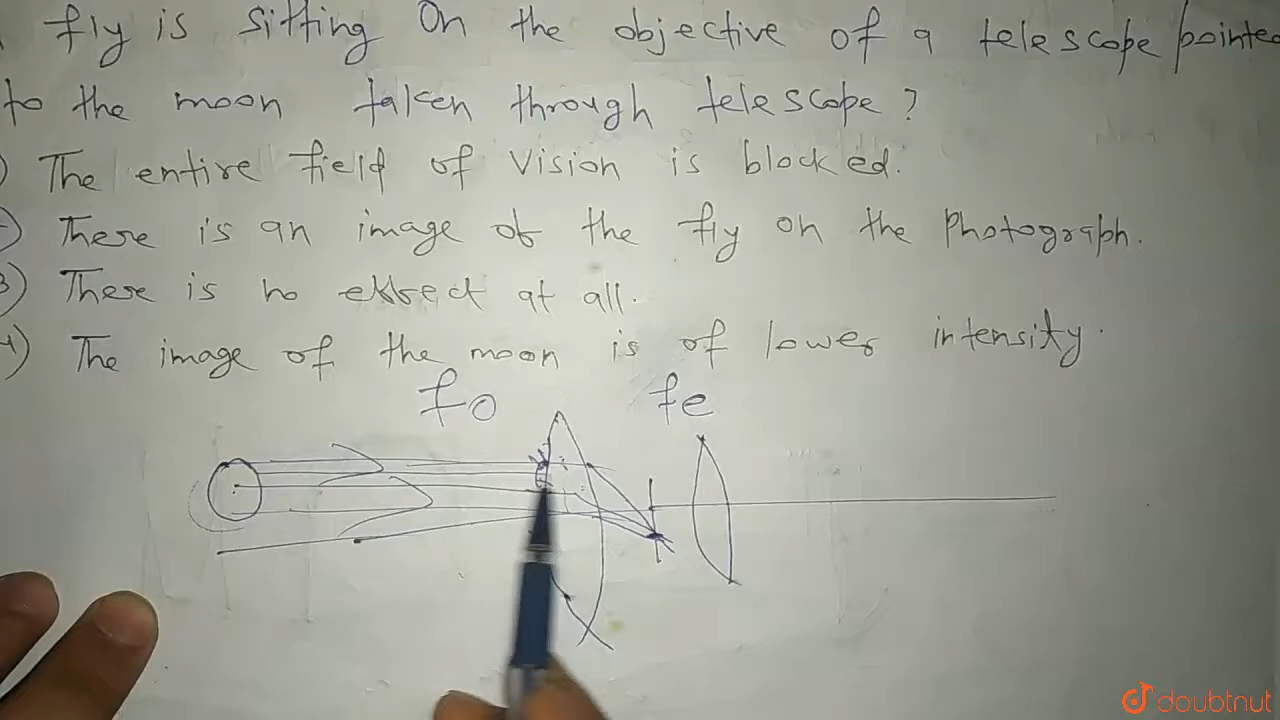 fly is sitting on the objective of a telescope pointed
to the moon taken through telescope?
) The entire field of Vision is blocked.
) There is an image of the fly on the photograph.
3) There is no effect at all.
4) The image of the moon is of lower intensity.
fo fe
doubtnut